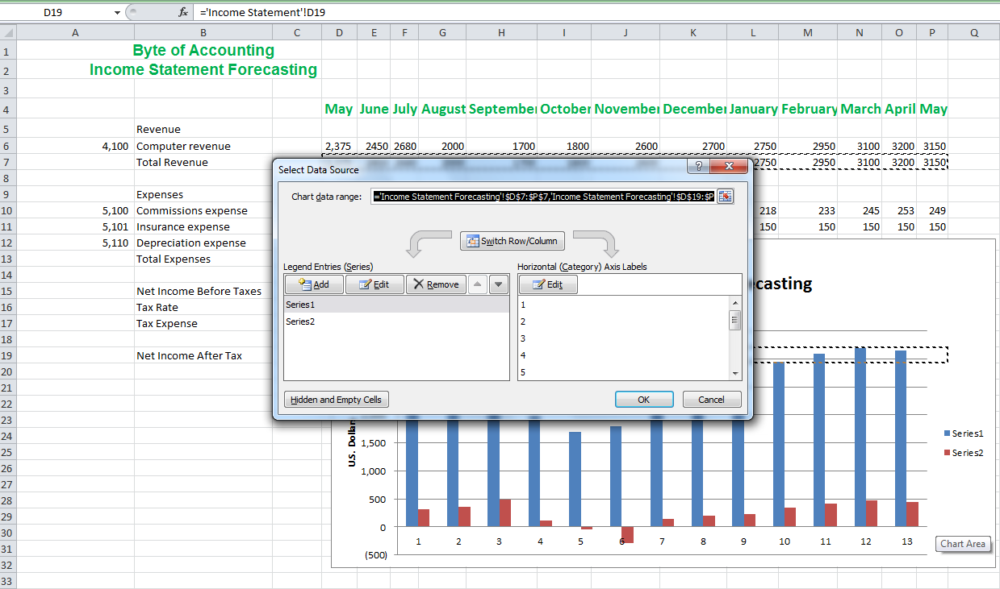 D19 fx ='Income Statement'!D19
A B C D E F G H I J K L M N O P Q
1 Byte of Accounting
2 Income Statement Forecasting
3
4 May June July August September October November December January February March April May
5 Revenue
6 4,100 Computer revenue 2,375 2450 2680 2000 1700 1800 2600 2700 2750 2950 3100 3200 3150
7 Total Revenue 2750 2950 3100 3200 3150
8
9 Expenses
10 5,100 Commissions expense 218 233 245 253 249
11 5,101 Insurance expense 150 150 150 150 150
12 5,110 Depreciation expense
13 Total Expenses
14
15 Net Income Before Taxes
16 Tax Rate
17 Tax Expense
18
19 Net Income After Tax
20
21
22
23
24
25
26
27
28
29
30
31
32
33
Select Data Source
?
Chart data range: ='Income Statement Forecasting'!$D$7:$P$7,'Income Statement Forecasting'!$D$19:$P
Switch Row/Column
Legend Entries (Series)
Add Edit Remove
Series1
Series2
Horizontal (Category) Axis Labels
Edit
1
2
3
4
5
Hidden and Empty Cells OK Cancel
casting
U.S. Dollar
1,500
1,000
500
0
(500)
1 2 3 4 5 6 7 8 9 10 11 12 13
Series1
Series2
Chart Area